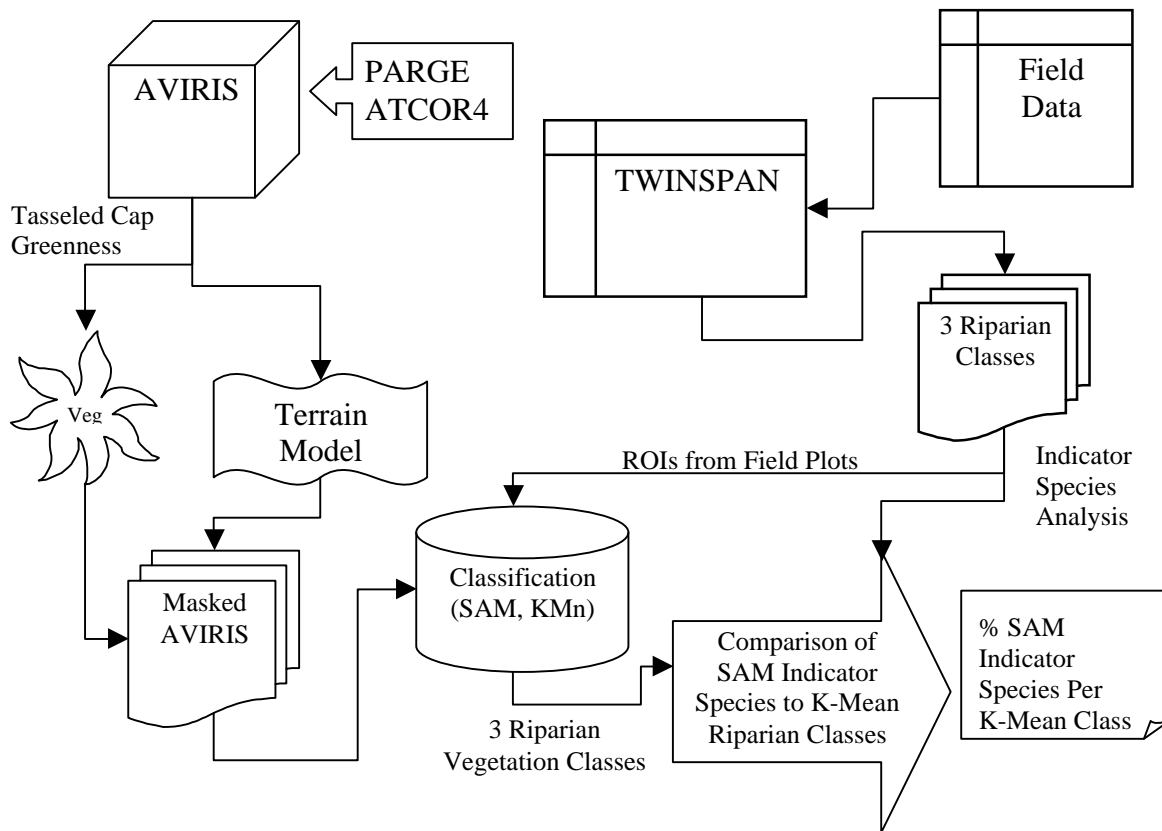 AVIRIS
PARGE
ATCOR4
Field
Data
TWINSPAN
Tasseled Cap
Greenness
3 Riparian
Classes
Veg
Terrain
Model
ROIs from Field Plots
Indicator
Species
Analysis
Masked
AVIRIS
Classification
(SAM, KMn)
Comparison of
SAM Indicator
Species to K-Mean
Riparian Classes
% SAM
Indicator
Species Per
K-Mean Class
3 Riparian
Vegetation Classes